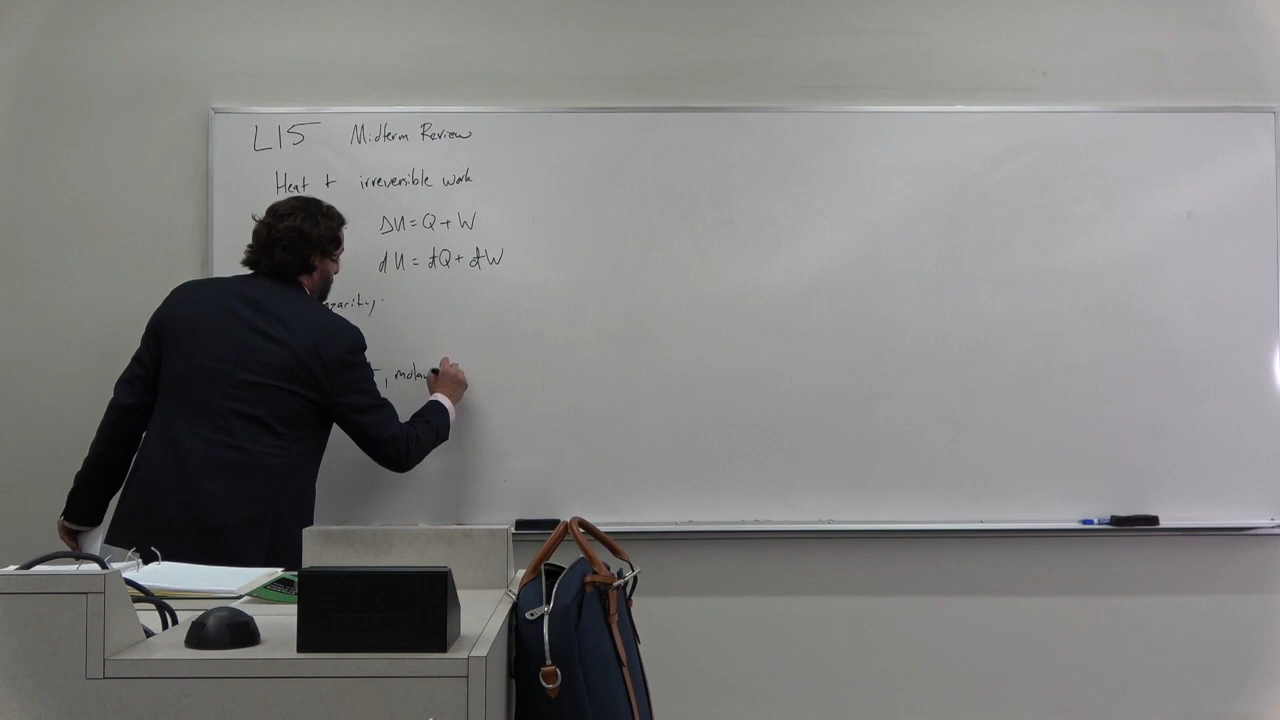 L15 Midterm Review
Heat + irreversible work
ΔU = Q + W
dU = đQ + đW